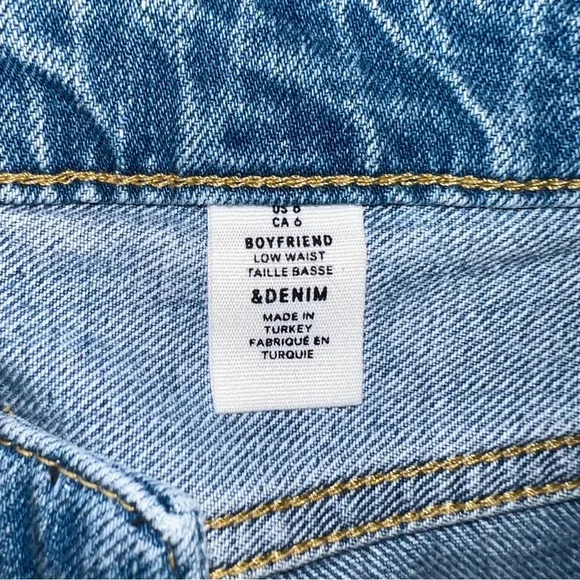 US 6
CA 6
BOYFRIEND
LOW WAIST
TAILLE BASSE
&DENIM
MADE IN
TURKEY
FABRIQUÉ EN
TURQUIE